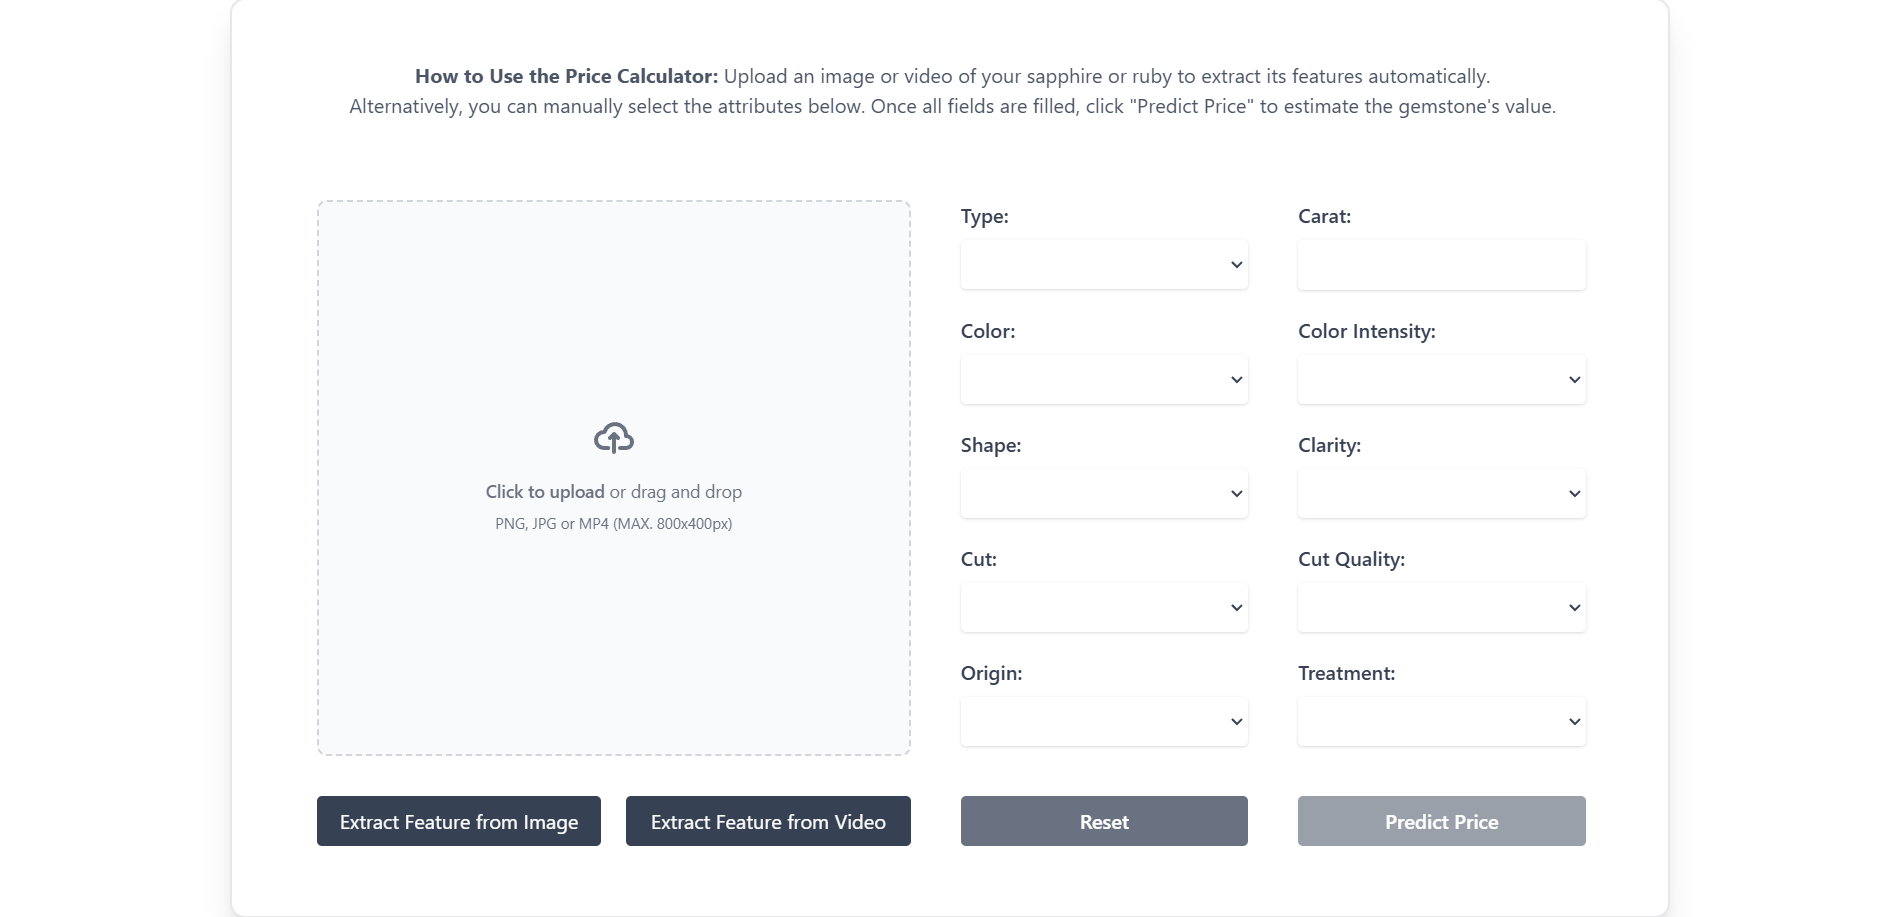 How to Use the Price Calculator: Upload an image or video of your sapphire or ruby to extract its features automatically.
Alternatively, you can manually select the attributes below. Once all fields are filled, click "Predict Price" to estimate the gemstone's value.
Click to upload or drag and drop
PNG, JPG or MP4 (MAX. 800x400px)
Type:
Carat:
Color:
Color Intensity:
Shape:
Clarity:
Cut:
Cut Quality:
Origin:
Treatment:
Extract Feature from Image
Extract Feature from Video
Reset
Predict Price